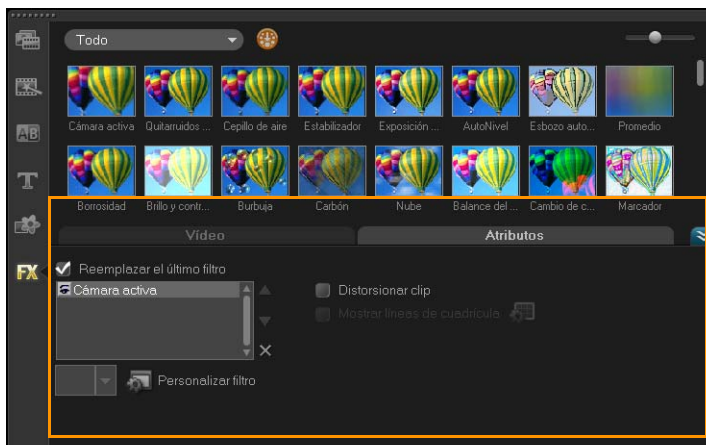 Todo
Cámara activa Quitarruidos ... Cepillo de aire Estabilizador Exposición ... AutoNivel Esbozo auto... Promedio
Borrosidad Brillo y contr... Burbuja Carbón Nube Balance del ... Cambio de c... Marcador
AB
T
FX
Vídeo Atributos
Reemplazar el último filtro
Cámara activa
Distorsionar clip
Mostrar líneas de cuadrícula
Personalizar filtro